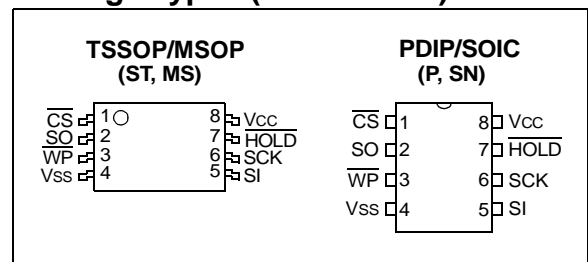 TSSOP/MSOP
(ST, MS)
CS 1 8 VCC
SO 2 7 HOLD
WP 3 6 SCK
VSS 4 5 SI
PDIP/SOIC
(P, SN)
CS 1 8 VCC
SO 2 7 HOLD
WP 3 6 SCK
VSS 4 5 SI